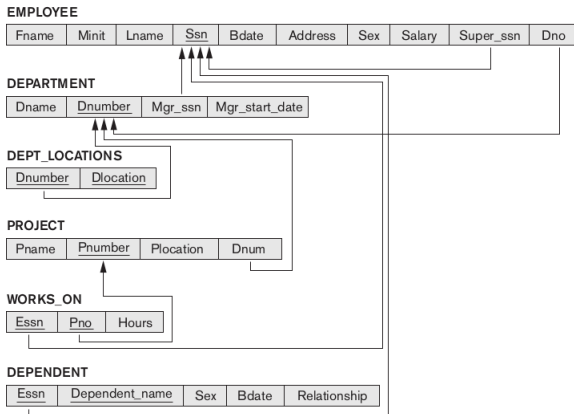 EMPLOYEE
Fname Minit Lname Ssn Bdate Address Sex Salary Super_ssn Dno
DEPARTMENT
Dname Dnumber Mgr_ssn Mgr_start_date
DEPT_LOCATIONS
Dnumber Dlocation
PROJECT
Pname Pnumber Plocation Dnum
WORKS_ON
Essn Pno Hours
DEPENDENT
Essn Dependent_name Sex Bdate Relationship